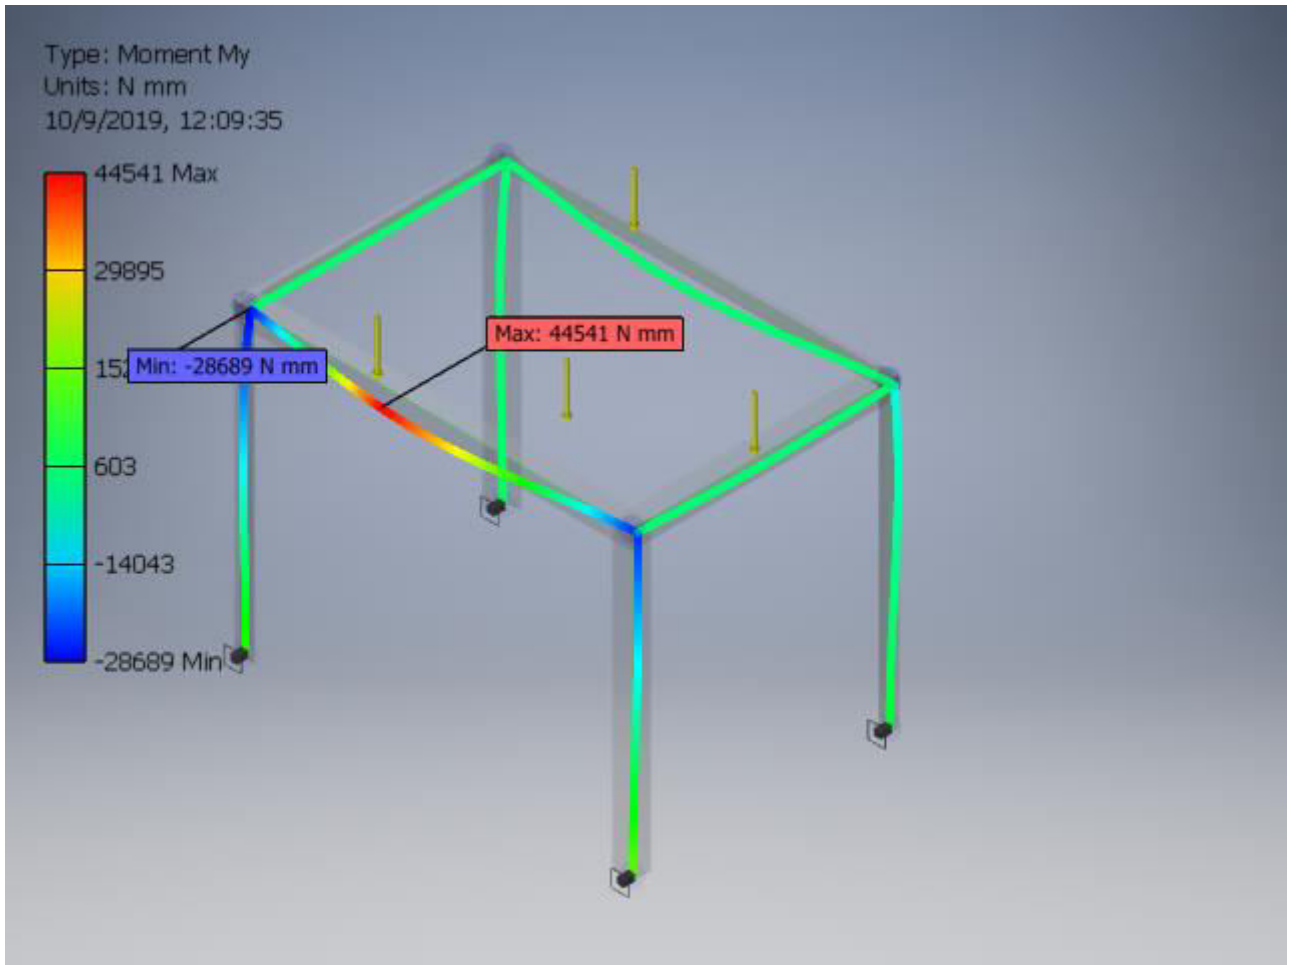 Type: Moment My
Units: N mm
10/9/2019, 12:09:35
44541 Max
29895
Max: 44541 N mm
Min: -28689 N mm
603
-14043
-28689 Min